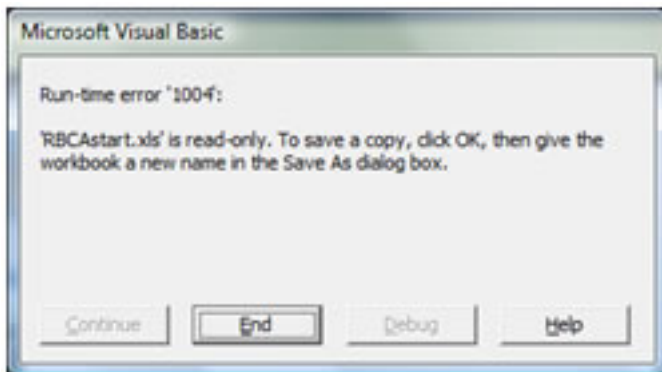 Microsoft Visual Basic
Run-time error '1004':
'RBCAstart.xls' is read-only. To save a copy, click OK, then give the
workbook a new name in the Save As dialog box.
Continue End Debug Help